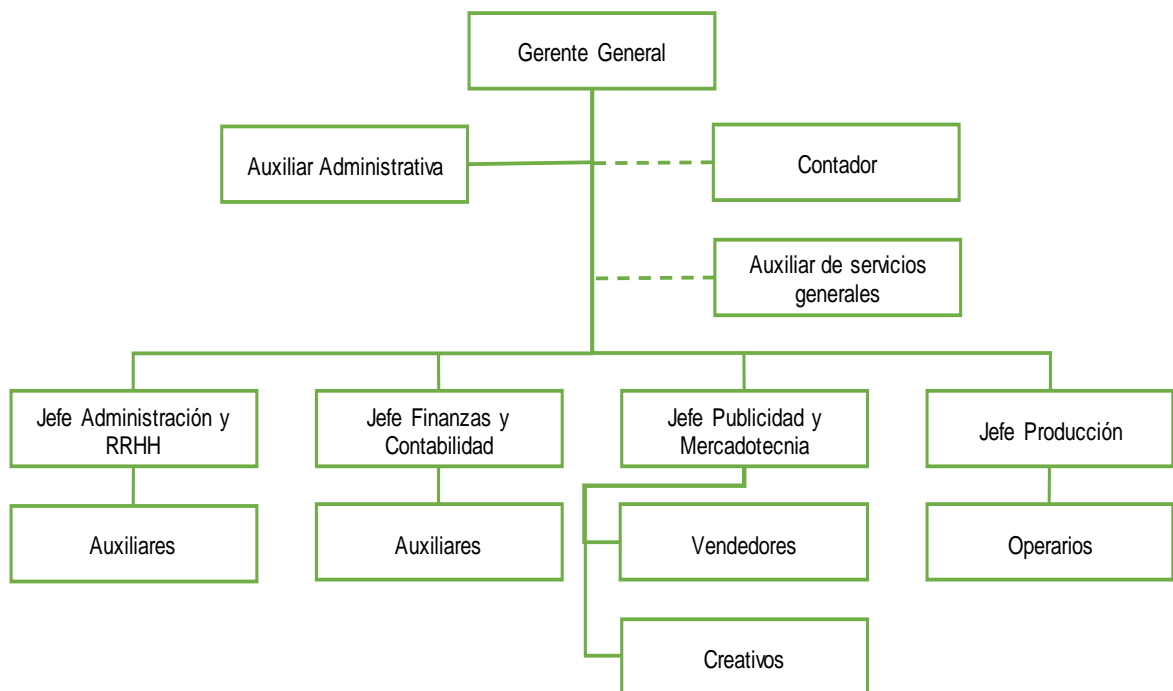 Gerente General
Auxiliar Administrativa
Contador
Auxiliar de servicios
generales
Jefe Administración y
RRHH
Jefe Finanzas y
Contabilidad
Jefe Publicidad y
Mercadotecnia
Jefe Producción
Auxiliares
Auxiliares
Vendedores
Operarios
Creativos